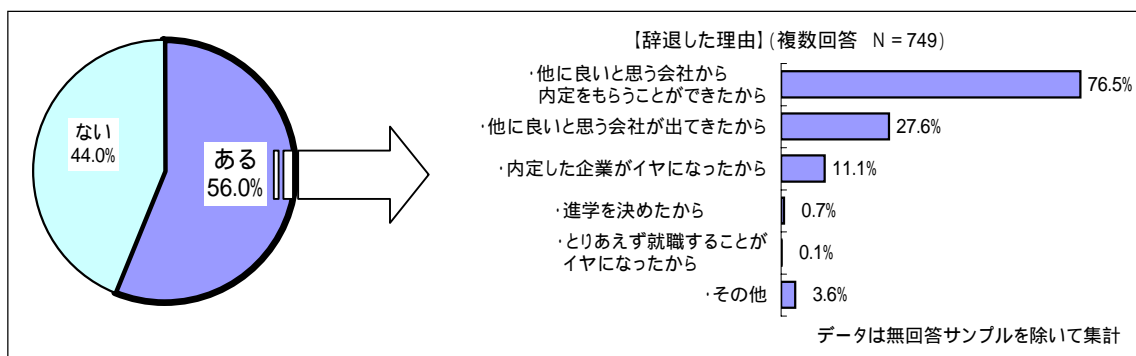 ない
44.0%
ある
56.0%
【辞退した理由】(複数回答 N = 749)
・他に良いと思う会社から
内定をもらうことができたから
76.5%
・他に良いと思う会社が出てきたから
27.6%
・内定した企業がイヤになったから
11.1%
・進学を決めたから
0.7%
・とりあえず就職することが
イヤになったから
0.1%
・その他
3.6%
データは無回答サンプルを除いて集計